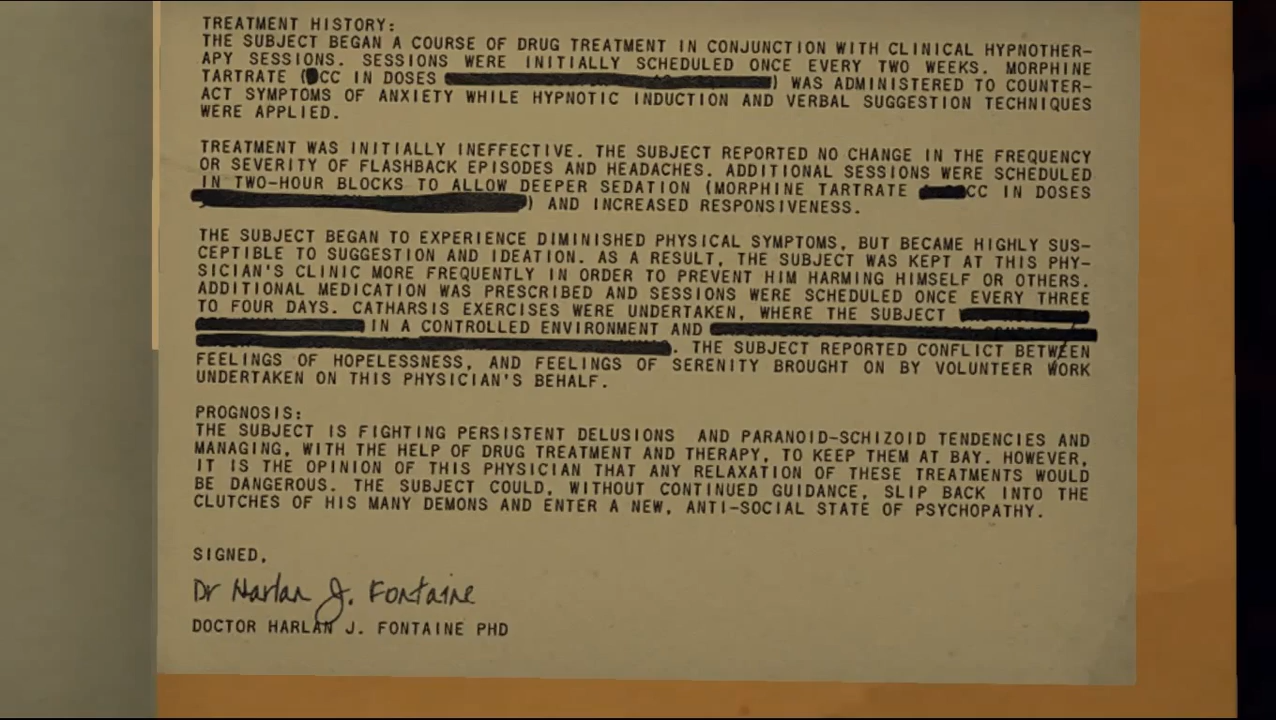 TREATMENT HISTORY:
THE SUBJECT BEGAN A COURSE OF DRUG TREATMENT IN CONJUNCTION WITH CLINICAL HYPNOTHER-
APY SESSIONS. SESSIONS WERE INITIALLY SCHEDULED ONCE EVERY TWO WEEKS. MORPHINE
TARTRATE ( CC IN DOSES ) WAS ADMINISTERED TO COUNTER-
ACT SYMPTOMS OF ANXIETY WHILE HYPNOTIC INDUCTION AND VERBAL SUGGESTION TECHNIQUES
WERE APPLIED.
TREATMENT WAS INITIALLY INEFFECTIVE. THE SUBJECT REPORTED NO CHANGE IN THE FREQUENCY
OR SEVERITY OF FLASHBACK EPISODES AND HEADACHES. ADDITIONAL SESSIONS WERE SCHEDULED
IN TWO-HOUR BLOCKS TO ALLOW DEEPER SEDATION (MORPHINE TARTRATE CC IN DOSES
) AND INCREASED RESPONSIVENESS.
THE SUBJECT BEGAN TO EXPERIENCE DIMINISHED PHYSICAL SYMPTOMS, BUT BECAME HIGHLY SUS-
CEPTIBLE TO SUGGESTION AND IDEATION. AS A RESULT, THE SUBJECT WAS KEPT AT THIS PHY-
SICIAN'S CLINIC MORE FREQUENTLY IN ORDER TO PREVENT HIM HARMING HIMSELF OR OTHERS.
ADDITIONAL MEDICATION WAS PRESCRIBED AND SESSIONS WERE SCHEDULED ONCE EVERY THREE
TO FOUR DAYS. CATHARSIS EXERCISES WERE UNDERTAKEN, WHERE THE SUBJECT
IN A CONTROLLED ENVIRONMENT AND
. THE SUBJECT REPORTED CONFLICT BETWEEN
FEELINGS OF HOPELESSNESS, AND FEELINGS OF SERENITY BROUGHT ON BY VOLUNTEER WORK
UNDERTAKEN ON THIS PHYSICIAN'S BEHALF.
PROGNOSIS:
THE SUBJECT IS FIGHTING PERSISTENT DELUSIONS AND PARANOID-SCHIZOID TENDENCIES AND
MANAGING, WITH THE HELP OF DRUG TREATMENT AND THERAPY, TO KEEP THEM AT BAY. HOWEVER,
IT IS THE OPINION OF THIS PHYSICIAN THAT ANY RELAXATION OF THESE TREATMENTS WOULD
BE DANGEROUS. THE SUBJECT COULD, WITHOUT CONTINUED GUIDANCE, SLIP BACK INTO THE
CLUTCHES OF HIS MANY DEMONS AND ENTER A NEW, ANTI-SOCIAL STATE OF PSYCHOPATHY.
SIGNED,
Dr Harlan J. Fontaine
DOCTOR HARLAN J. FONTAINE PHD